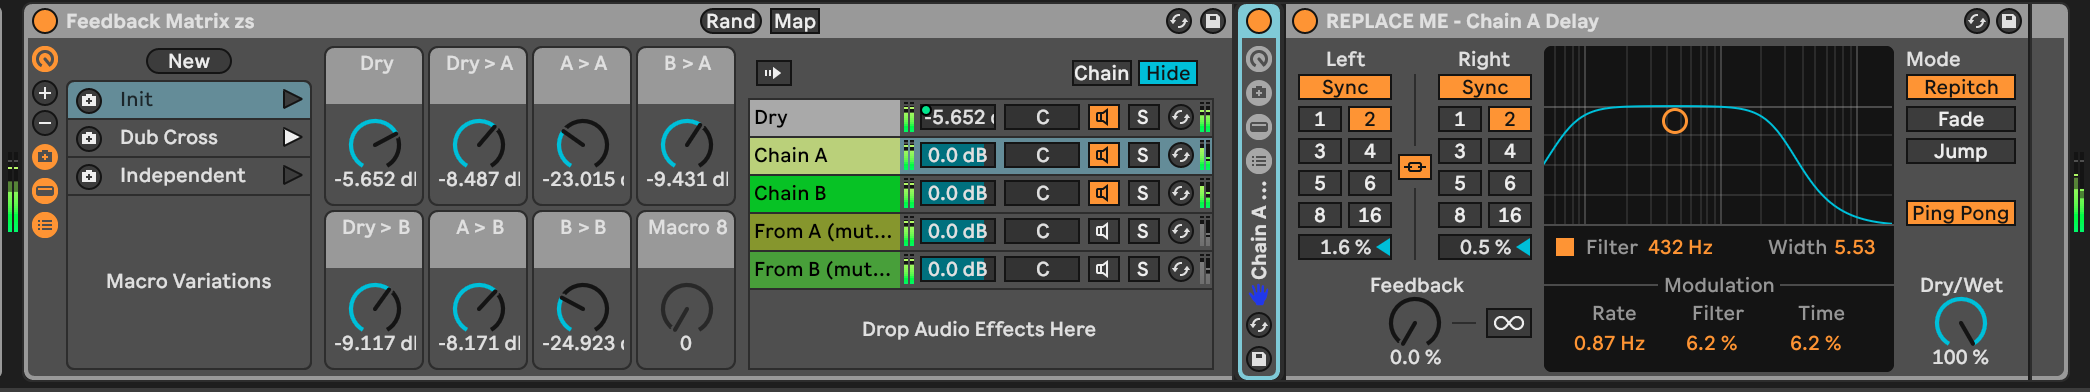 Feedback Matrix zs
Rand
Map
New
Init
Dub Cross
Independent
Macro Variations
Dry
Dry > A
A > A
B > A
-5.652 d
-8.487 d
-23.015
-9.431 d
Dry > B
A > B
B > B
Macro 8
-9.117 d
-8.171 d
-24.923
0
Chain
Hide
Dry -5.652 C S
Chain A 0.0 dB C S
Chain B 0.0 dB C S
From A (mut... 0.0 dB C S
From B (mut... 0.0 dB C S
Drop Audio Effects Here
Chain A ...
REPLACE ME - Chain A Delay
Left
Sync
1 2
3 4
5 6
8 16
1.6 %
Right
Sync
1 2
3 4
5 6
8 16
0.5 %
Feedback
0.0 %
Filter 432 Hz
Width 5.53
Modulation
Rate Filter Time
0.87 Hz 6.2 % 6.2 %
Mode
Repitch
Fade
Jump
Ping Pong
Dry/Wet
100 %